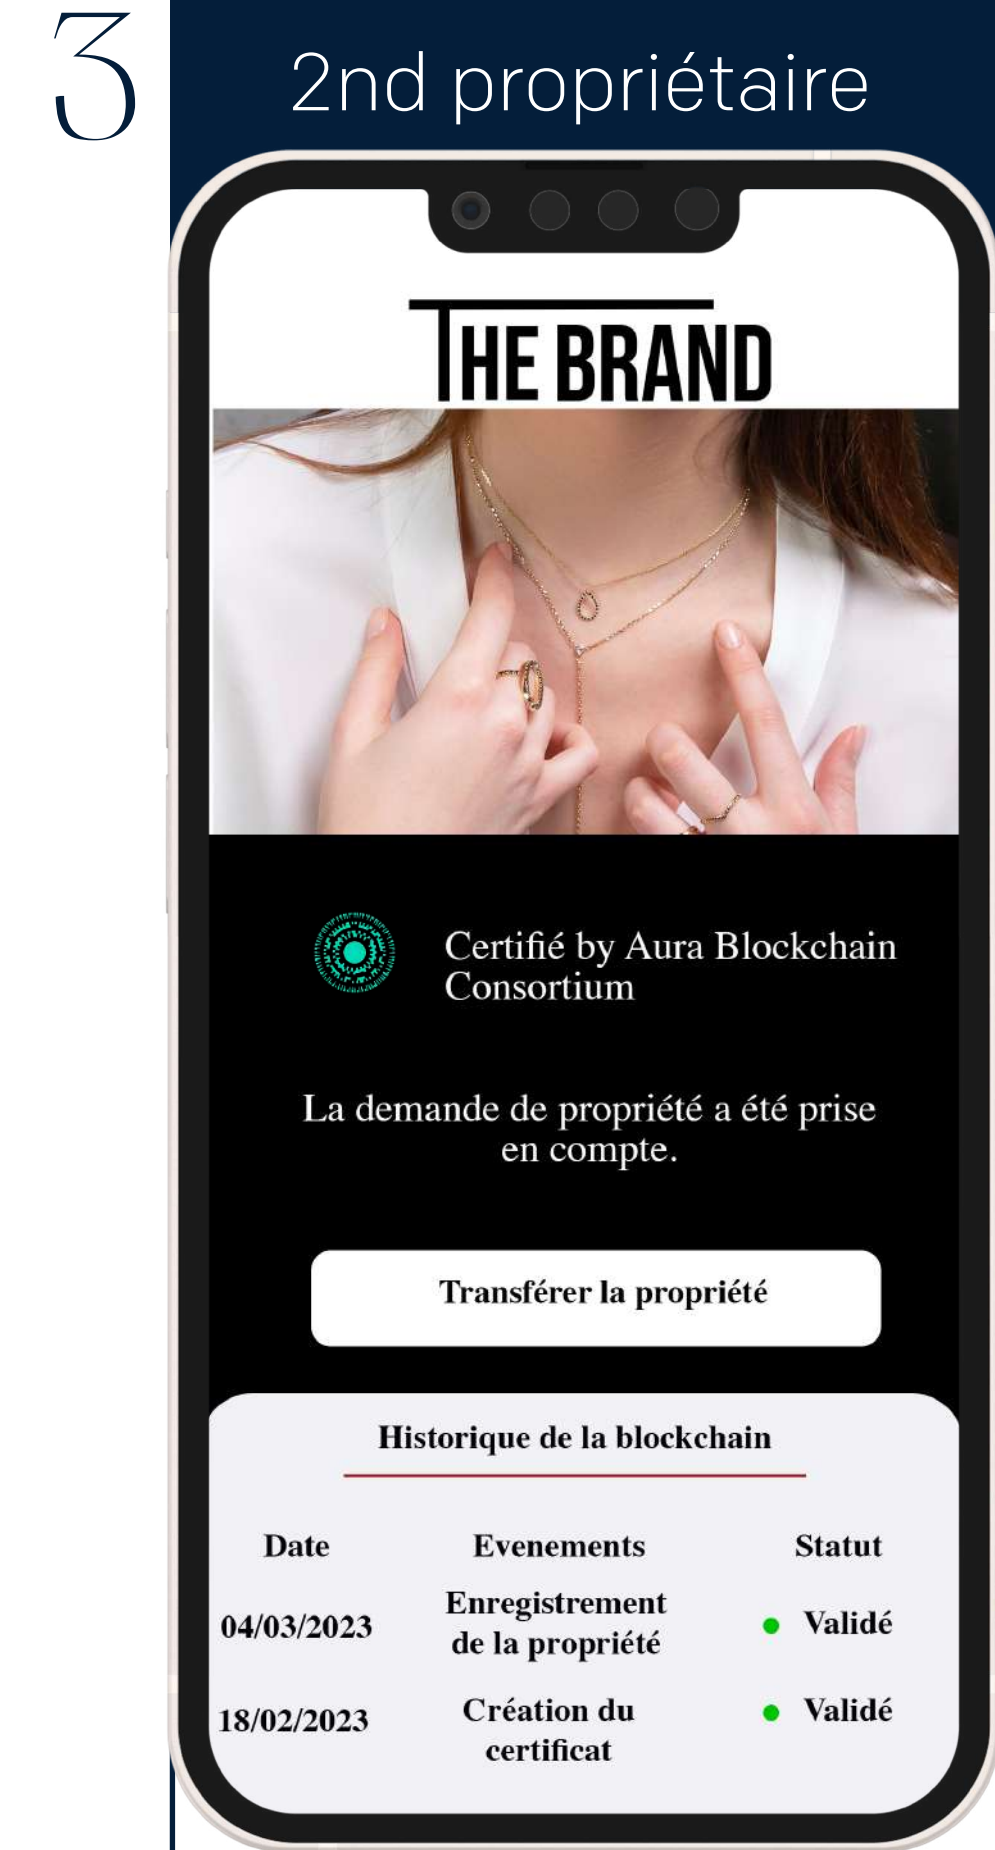 3
2nd propriétaire
THE BRAND
Certifié by Aura Blockchain
Consortium
La demande de propriété a été prise
en compte.
Transférer la propriété
Historique de la blockchain
Date Evenements Statut
04/03/2023 Enregistrement de la propriété Validé
18/02/2023 Création du certificat Validé